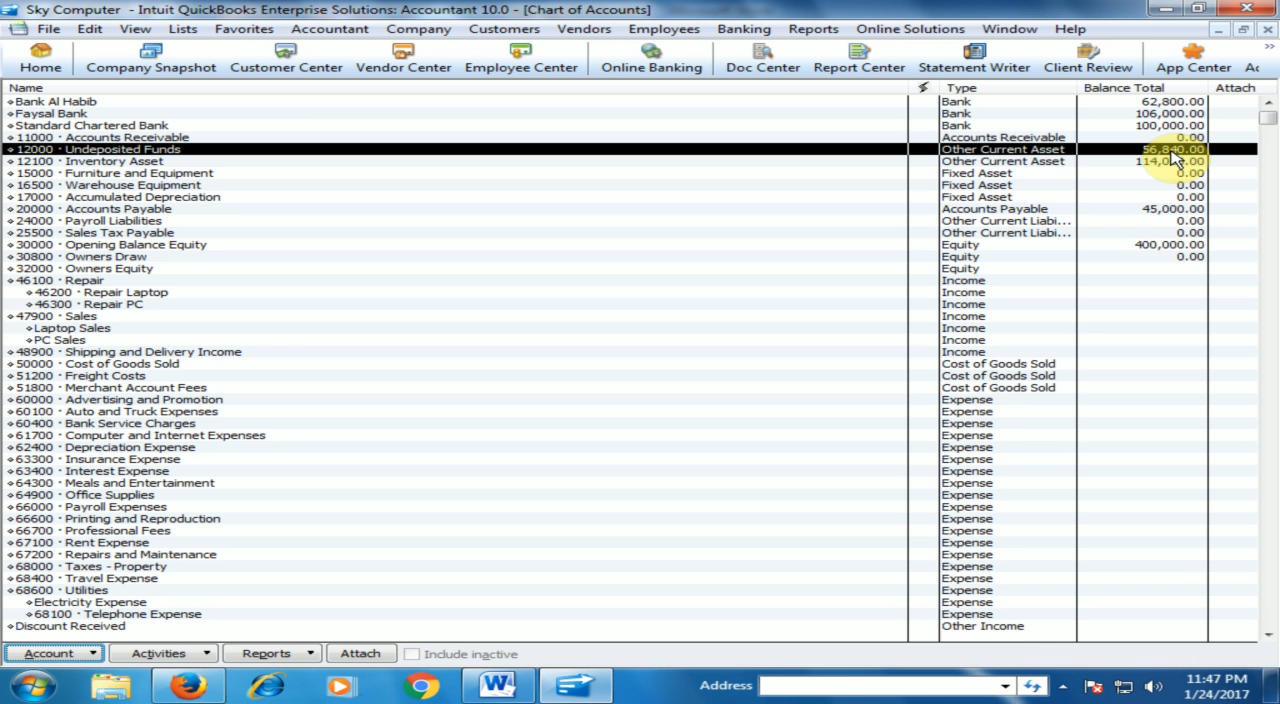 Sky Computer - Intuit QuickBooks Enterprise Solutions: Accountant 10.0 - [Chart of Accounts]
File Edit View Lists Favorites Accountant Company Customers Vendors Employees Banking Reports Online Solutions Window Help
Home Company Snapshot Customer Center Vendor Center Employee Center Online Banking Doc Center Report Center Statement Writer Client Review App Center
Name Type Balance Total Attach
Bank Al Habib Bank 62,800.00
Faysal Bank Bank 106,000.00
Standard Chartered Bank Bank 100,000.00
11000 · Accounts Receivable Accounts Receivable 0.00
12000 · Undeposited Funds Other Current Asset 56,840.00
12100 · Inventory Asset Other Current Asset
15000 · Furniture and Equipment Fixed Asset 0.00
16500 · Warehouse Equipment Fixed Asset 0.00
17000 · Accumulated Depreciation Fixed Asset 0.00
20000 · Accounts Payable Accounts Payable 45,000.00
24000 · Payroll Liabilities Other Current Liabi... 0.00
25500 · Sales Tax Payable Other Current Liabi... 0.00
30000 · Opening Balance Equity Equity 400,000.00
30800 · Owners Draw Equity 0.00
32000 · Owners Equity Equity
46100 · Repair Income
46200 · Repair Laptop Income
46300 · Repair PC Income
47900 · Sales Income
Laptop Sales Income
PC Sales Income
48900 · Shipping and Delivery Income Income
50000 · Cost of Goods Sold Cost of Goods Sold
51200 · Freight Costs Cost of Goods Sold
51800 · Merchant Account Fees Cost of Goods Sold
60000 · Advertising and Promotion Expense
60100 · Auto and Truck Expenses Expense
60400 · Bank Service Charges Expense
61700 · Computer and Internet Expenses Expense
62400 · Depreciation Expense Expense
63300 · Insurance Expense Expense
63400 · Interest Expense Expense
64300 · Meals and Entertainment Expense
64900 · Office Supplies Expense
66000 · Payroll Expenses Expense
66600 · Printing and Reproduction Expense
66700 · Professional Fees Expense
67100 · Rent Expense Expense
67200 · Repairs and Maintenance Expense
68000 · Taxes - Property Expense
68400 · Travel Expense Expense
68600 · Utilities Expense
Electricity Expense Expense
68100 · Telephone Expense Expense
Discount Received Other Income
Account Activities Reports Attach Include inactive
Address
11:47 PM
1/24/2017